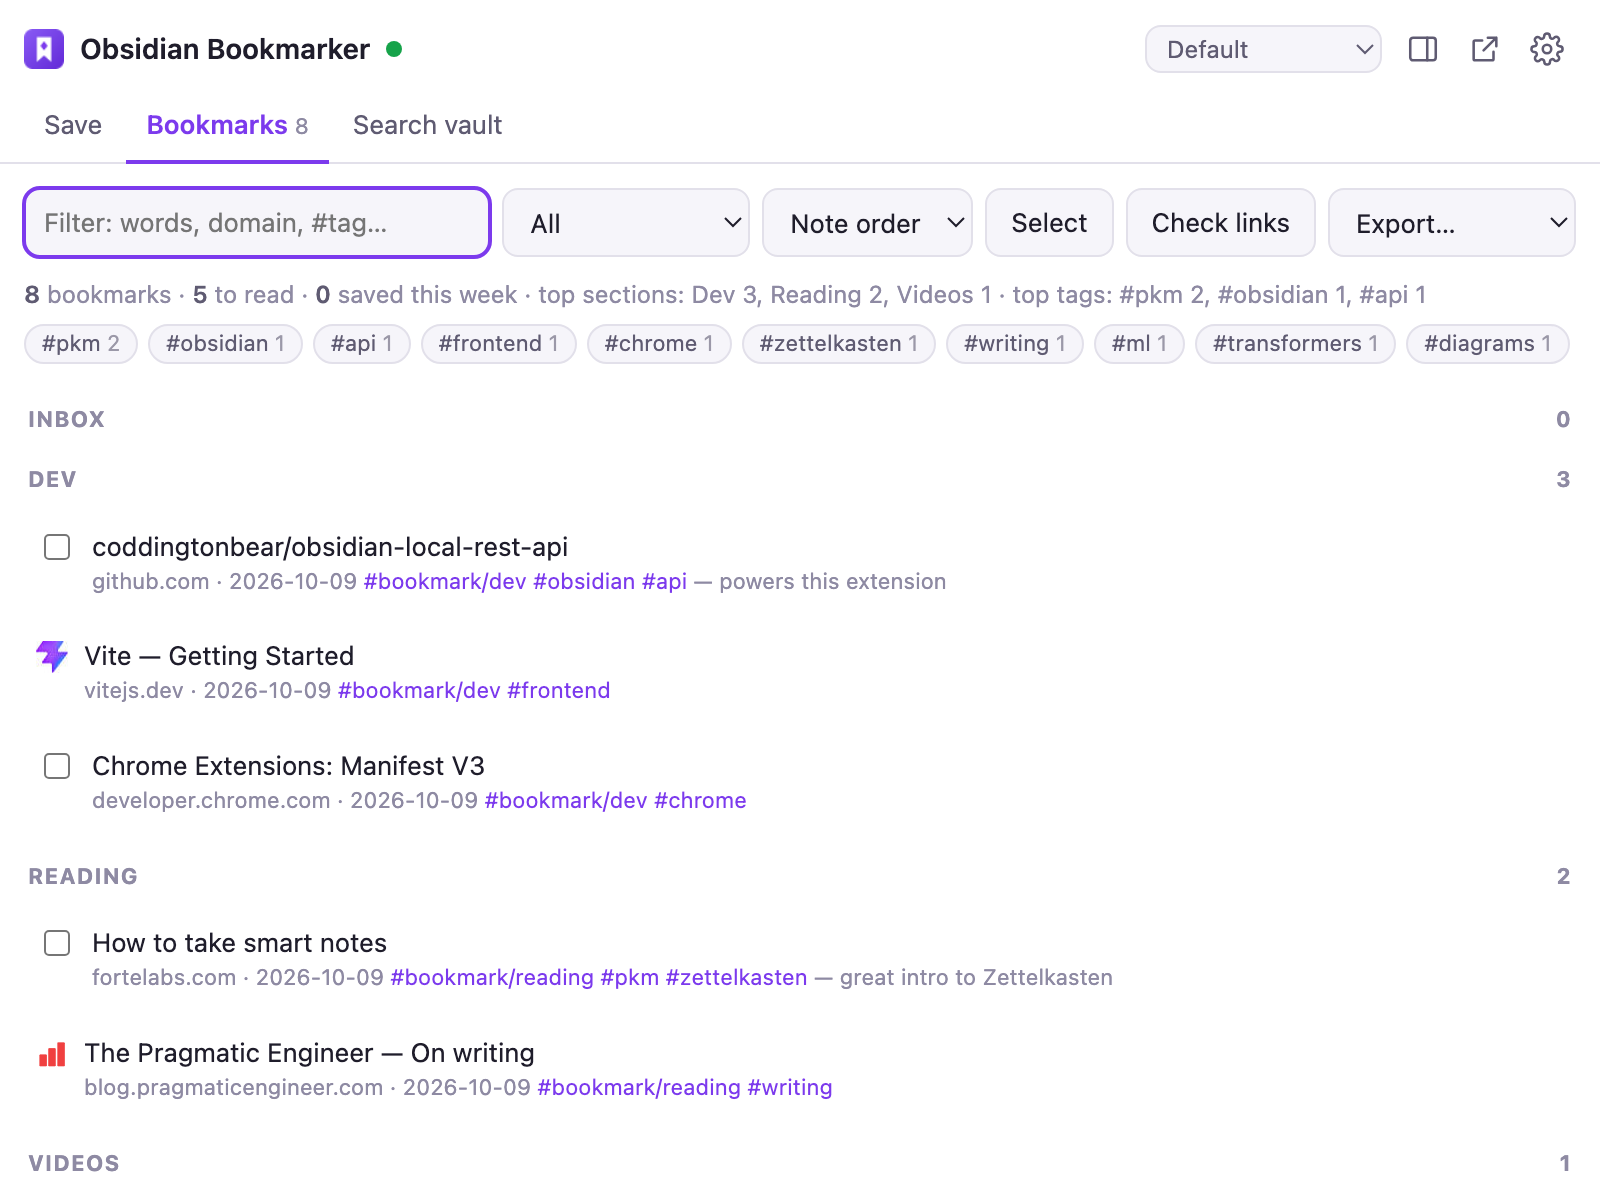 Obsidian Bookmarker
Default
Save
Bookmarks 8
Search vault
Filter: words, domain, #tag...
All
Note order
Select
Check links
Export...
8 bookmarks · 5 to read · 0 saved this week · top sections: Dev 3, Reading 2, Videos 1 · top tags: #pkm 2, #obsidian 1, #api 1
#pkm 2 #obsidian 1 #api 1 #frontend 1 #chrome 1 #zettelkasten 1 #writing 1 #ml 1 #transformers 1 #diagrams 1
INBOX 0
DEV 3
coddingtonbear/obsidian-local-rest-api
github.com · 2026-10-09 #bookmark/dev #obsidian #api — powers this extension
Vite — Getting Started
vitejs.dev · 2026-10-09 #bookmark/dev #frontend
Chrome Extensions: Manifest V3
developer.chrome.com · 2026-10-09 #bookmark/dev #chrome
READING 2
How to take smart notes
fortelabs.com · 2026-10-09 #bookmark/reading #pkm #zettelkasten — great intro to Zettelkasten
The Pragmatic Engineer — On writing
blog.pragmaticengineer.com · 2026-10-09 #bookmark/reading #writing
VIDEOS 1